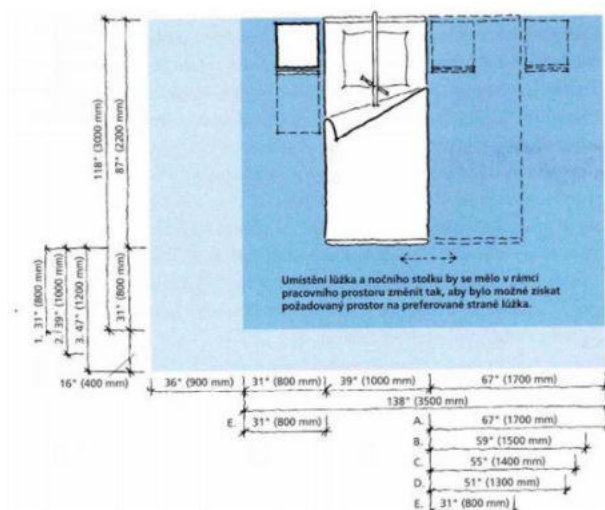 118" (3000 mm)
87" (2200 mm)
1. 31" (800 mm)
2. 39" (1000 mm)
3. 47" (1200 mm)
31" (800 mm)
Umístění lůžka a nočního stolku by se mělo v rámci
pracovního prostoru změnit tak, aby bylo možné získat
požadovaný prostor na preferované straně lůžka.
16" (400 mm)
36" (900 mm)
31" (800 mm)
39" (1000 mm)
67" (1700 mm)
138" (3500 mm)
E.
31" (800 mm)
A.
67" (1700 mm)
B.
59" (1500 mm)
C.
55" (1400 mm)
D.
51" (1300 mm)
E.
31" (800 mm)